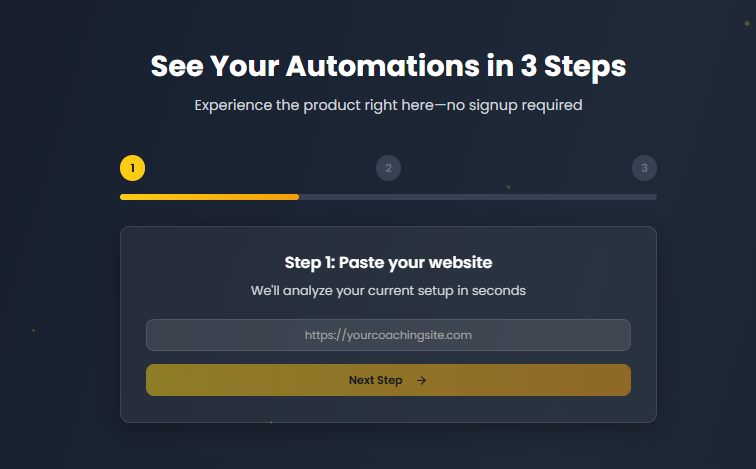 See Your Automations in 3 Steps
Experience the product right here—no signup required
1
2
3
Step 1: Paste your website
We'll analyze your current setup in seconds
https://yourcoachingsite.com
Next Step →